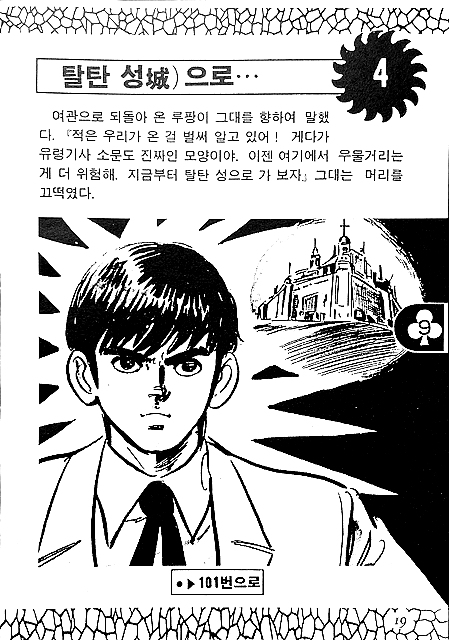 탈탄 성城)으로…
4
여관으로 되돌아 온 루팡이 그대를 향하여 말했
다. 『적은 우리가 온 걸 벌써 알고 있어! 게다가
유령기사 소문도 진짜인 모양이야. 이젠 여기에서 우물거리는
게 더 위험해. 지금부터 탈탄 성으로 가 보자』 그대는 머리를
끄떡였다.
9
●▶101번으로
19